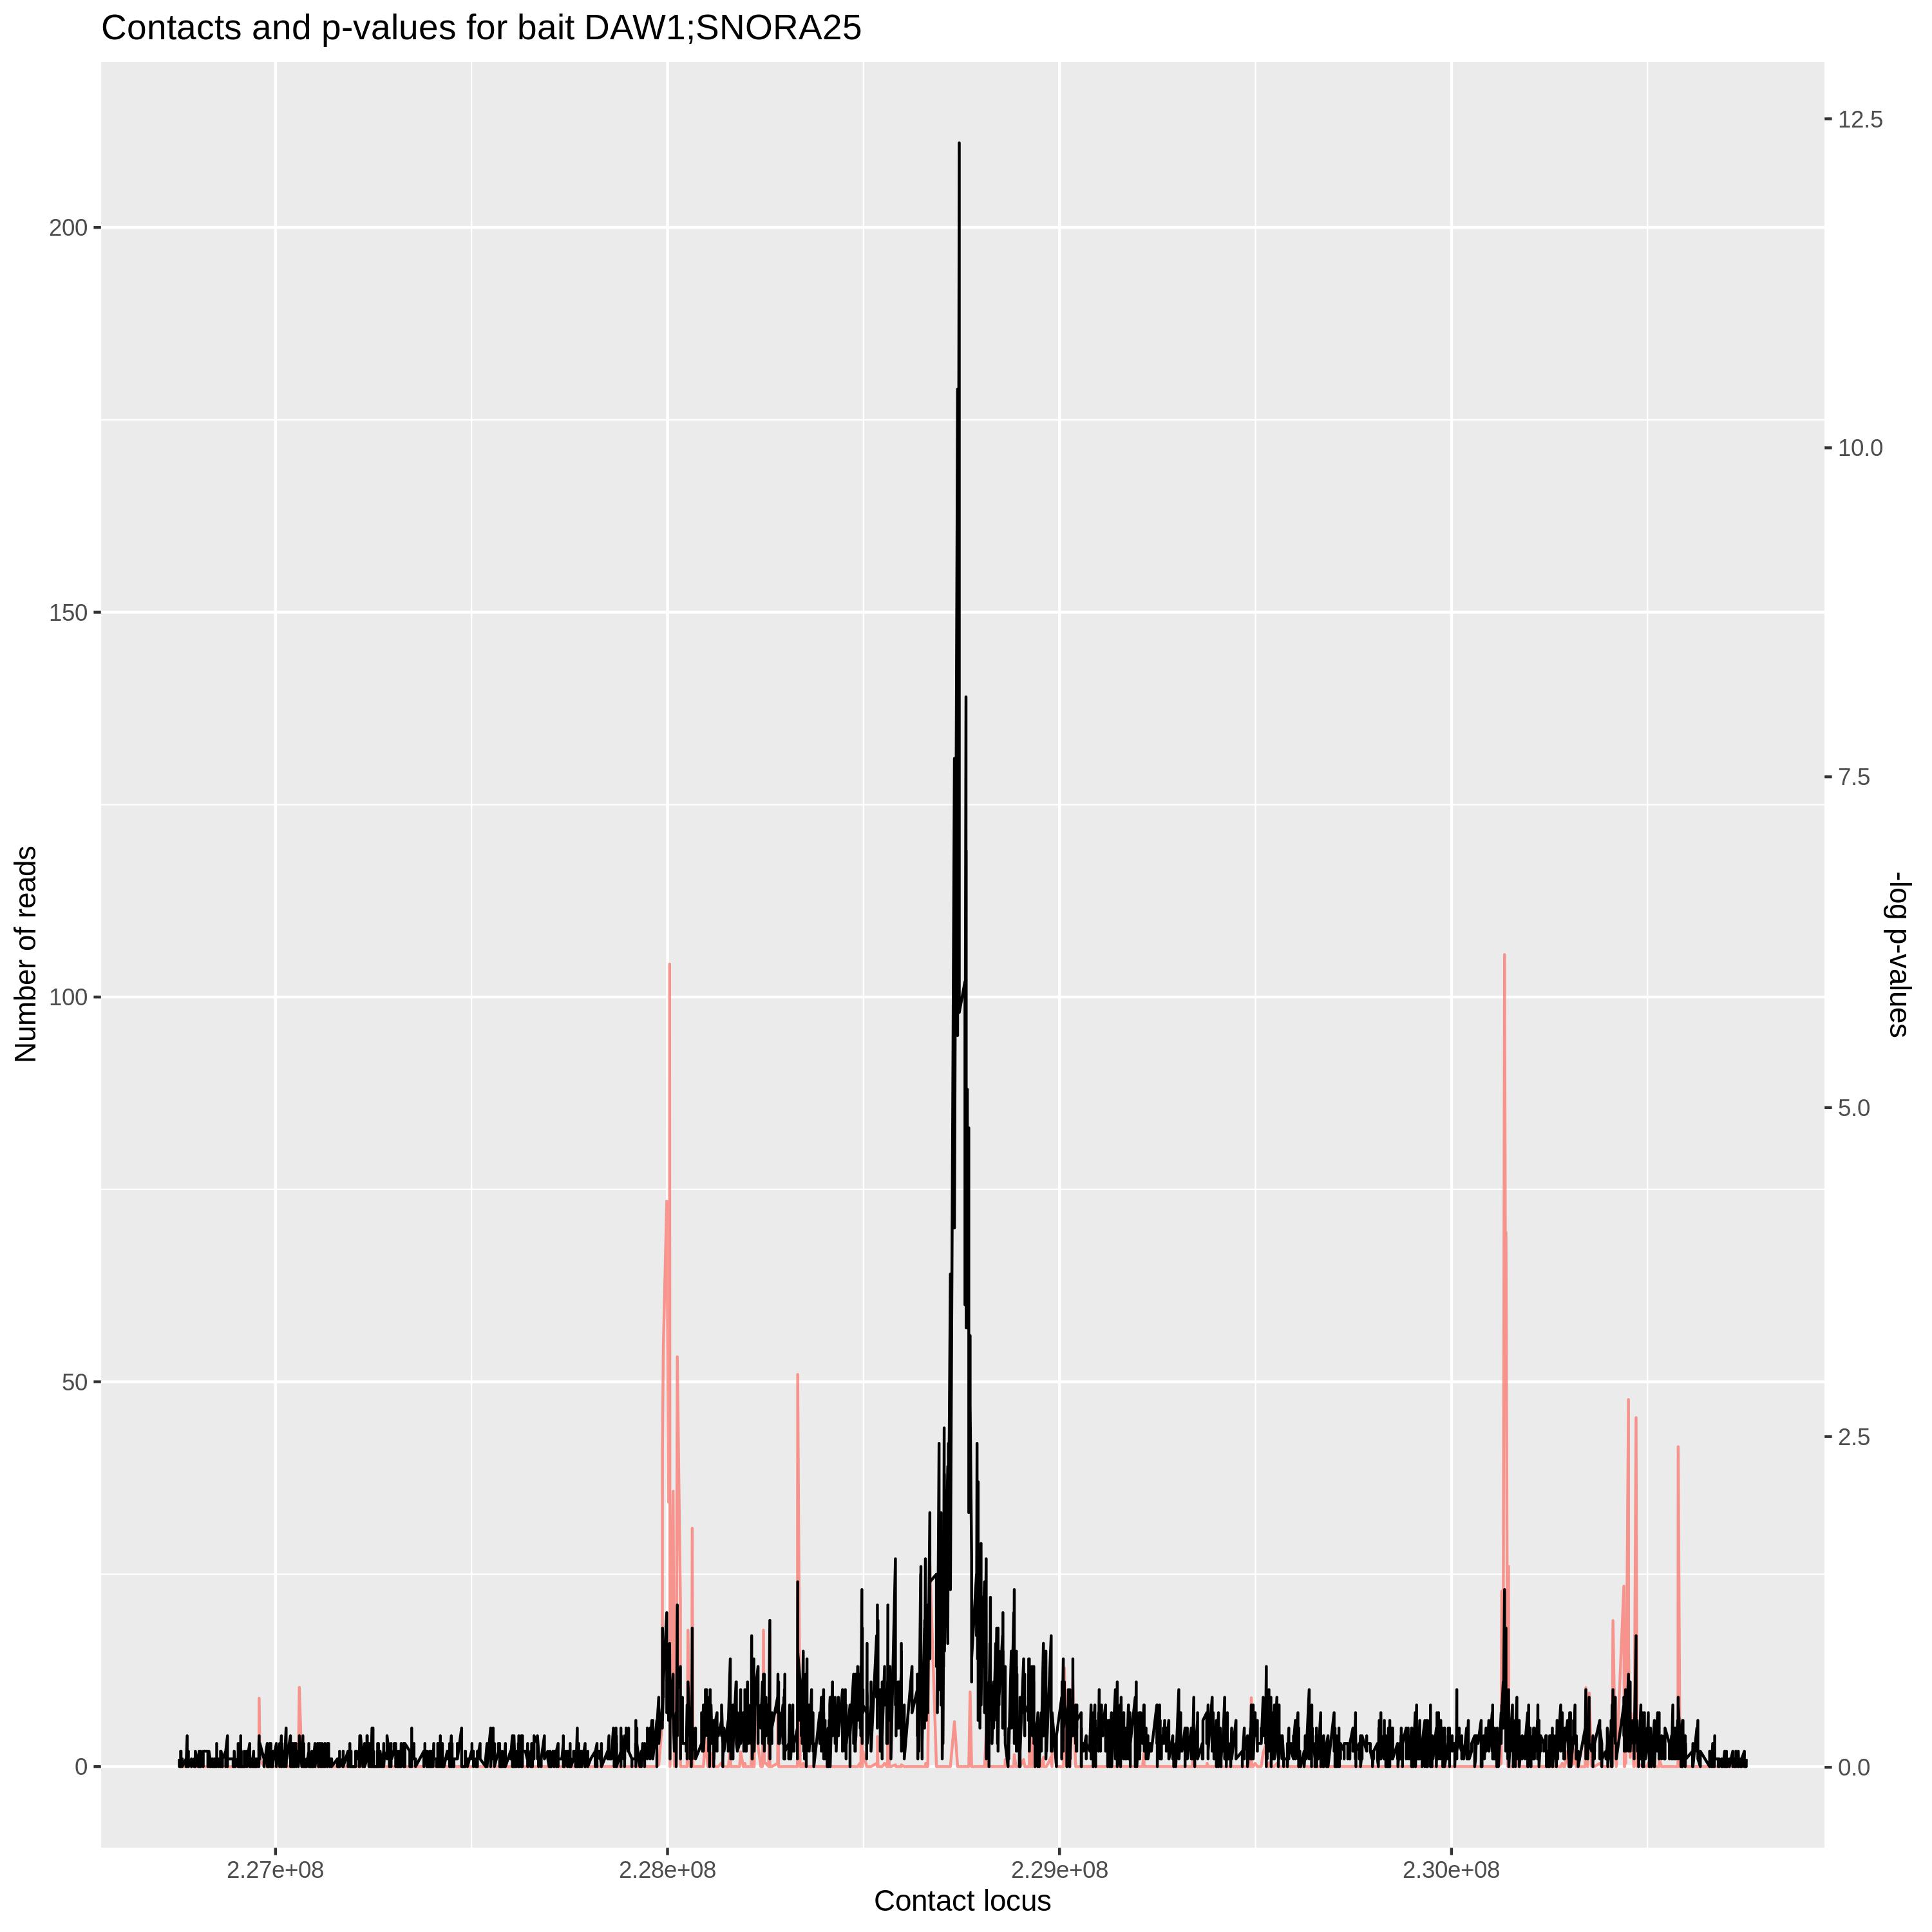 Contacts and p-values for bait DAW1;SNORA25
200
150
100
50
0
Number of reads
12.5
10.0
7.5
5.0
2.5
0.0
-log p-values
2.27e+08
2.28e+08
2.29e+08
2.30e+08
Contact locus